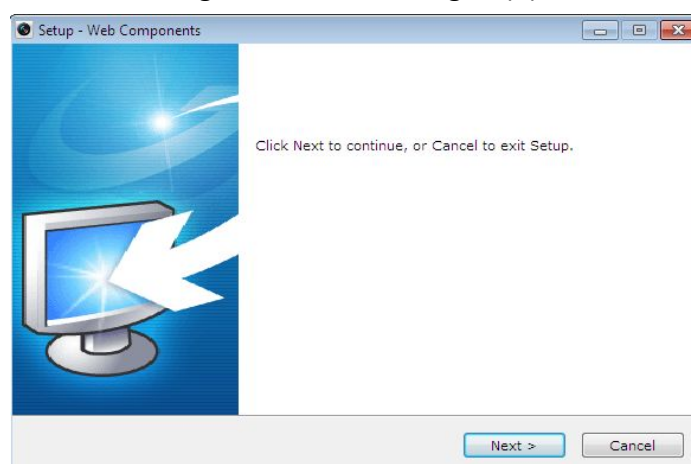 Setup - Web Components
Click Next to continue, or Cancel to exit Setup.
Next >
Cancel